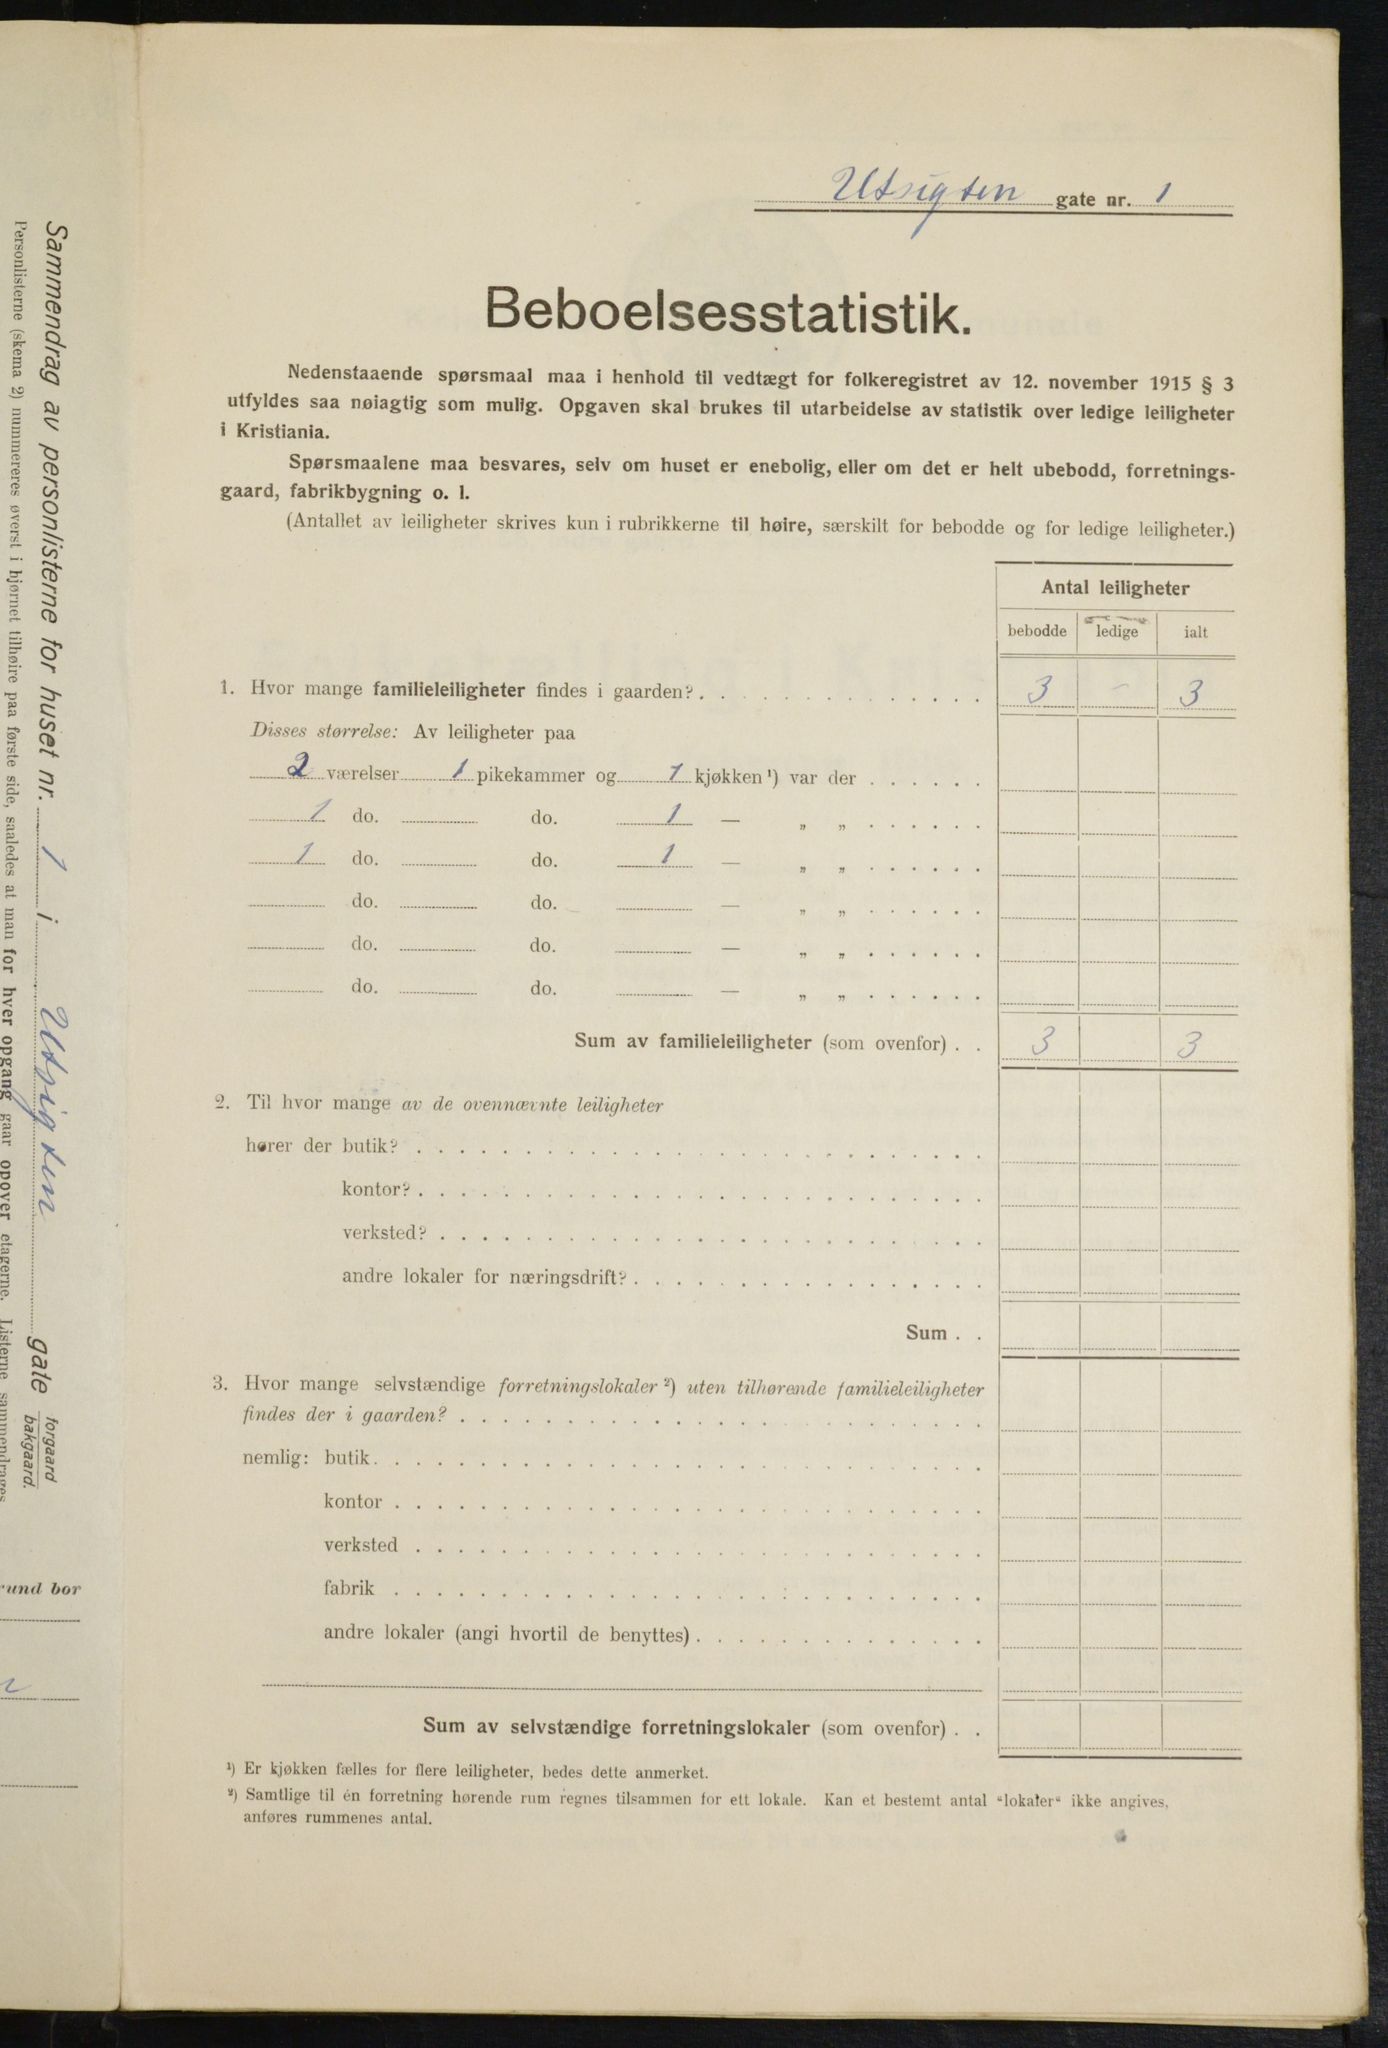 Utsigten gate nr. 1
Beboelsesstatistik.
Nedenstaaende spørsmaal maa i henhold til vedtægt for folkeregistret av 12. november 1915 § 3
utfyldes saa nøiagtig som mulig. Opgaven skal brukes til utarbeidelse av statistik over ledige leiligheter
i Kristiania.
Spørsmaalene maa besvares, selv om huset er enebolig, eller om det er helt ubebodd, forretnings-
gaard, fabrikbygning o. l.
(Antallet av leiligheter skrives kun i rubrikkerne til høire, særskilt for bebodde og for ledige leiligheter.)
Antal leiligheter
bebodde ledige ialt
1. Hvor mange familieleiligheter findes i gaarden? . . . 3 - 3
Disses størrelse: Av leiligheter paa
2 værelser 1 pikekammer og 1 kjøkken ¹) var der . . . . . .
1 do. do. 1 — „ „ . . . . . .
1 do. do. 1 — „ „ . . . . . .
do. do. — „ „ . . . . . .
do. do. — „ „ . . . . . .
do. do. — „ „ . . . . . .
Sum av familieleiligheter (som ovenfor) . . 3 3
2. Til hvor mange av de ovennævnte leiligheter
hører der butik? . . .
kontor? . . .
verksted? . . .
andre lokaler for næringsdrift? . . .
Sum . .
3. Hvor mange selvstændige forretningslokaler ²) uten tilhørende familieleiligheter
findes der i gaarden? . . .
nemlig: butik. . . .
kontor . . .
verksted . . .
fabrik . . .
andre lokaler (angi hvortil de benyttes) . . .
Sum av selvstændige forretningslokaler (som ovenfor) . .
¹) Er kjøkken fælles for flere leiligheter, bedes dette anmerket.
²) Samtlige til én forretning hørende rum regnes tilsammen for ett lokale. Kan et bestemt antal “lokaler“ ikke angives,
anføres rummenes antal.
Sammendrag av personlisterne for huset nr. 1 i Utsigten gate forgaard bakgaard.
Personlisterne (skema 2) nummereres øverst i hjørnet tilhøire paa første side, saaledes at man for hver opgang gaar opover etagerne. Listerne sammendrages
rund bor